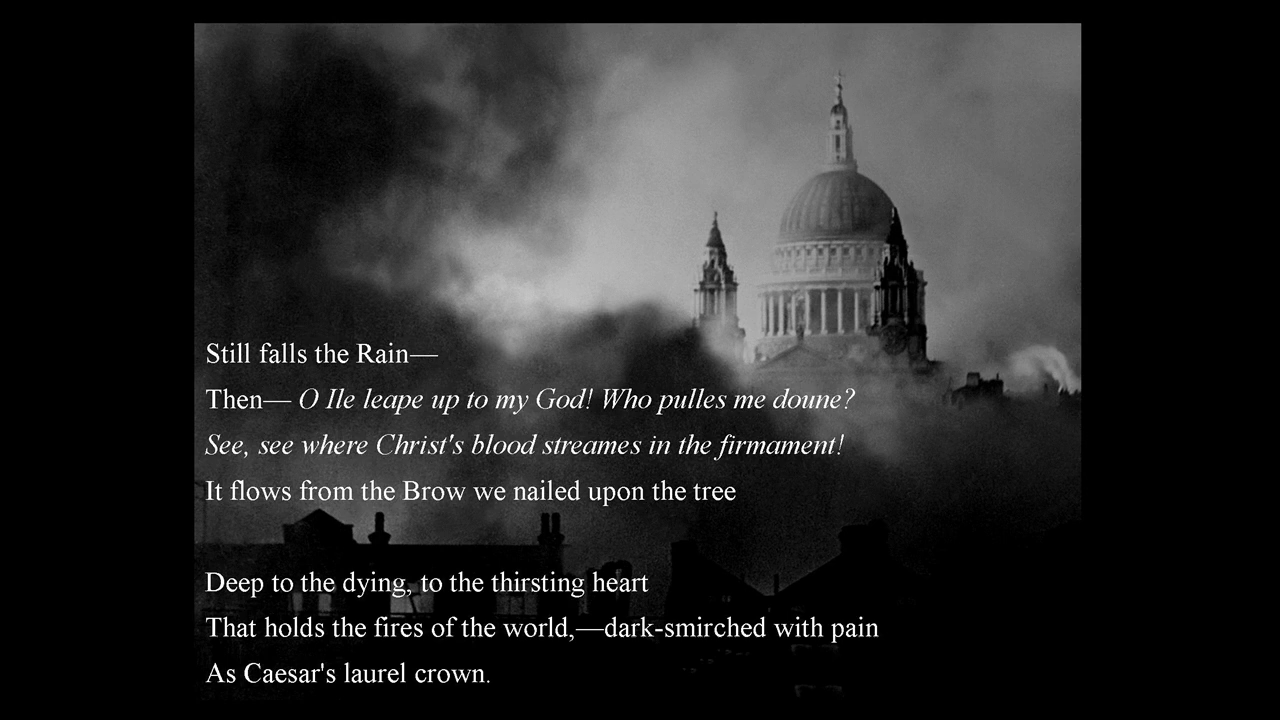 Still falls the Rain—
Then— O Ile leape up to my God! Who pulles me doune?
See, see where Christ's blood streames in the firmament!
It flows from the Brow we nailed upon the tree
Deep to the dying, to the thirsting heart
That holds the fires of the world,—dark-smirched with pain
As Caesar's laurel crown.